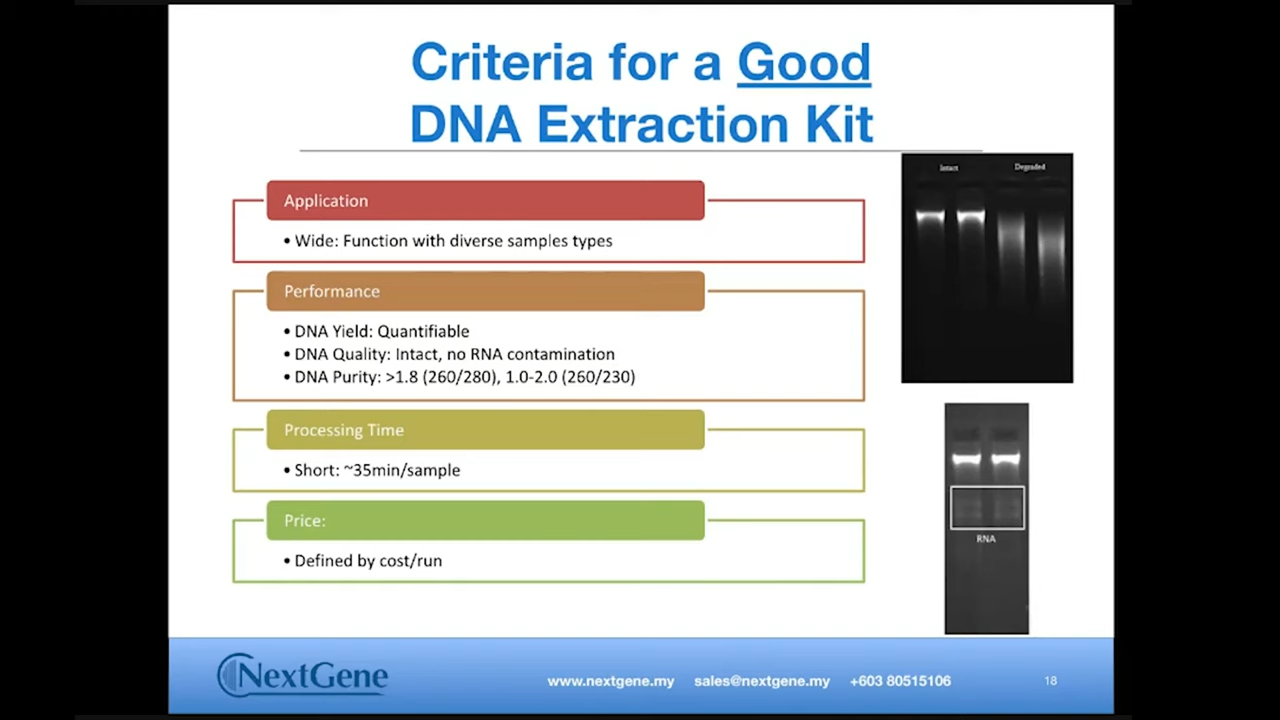 Criteria for a Good
DNA Extraction Kit
Intact Degraded
Application
• Wide: Function with diverse samples types
Performance
• DNA Yield: Quantifiable
• DNA Quality: Intact, no RNA contamination
• DNA Purity: >1.8 (260/280), 1.0-2.0 (260/230)
Processing Time
• Short: ~35min/sample
RNA
Price:
• Defined by cost/run
NextGene
www.nextgene.my sales@nextgene.my +603 80515106 18